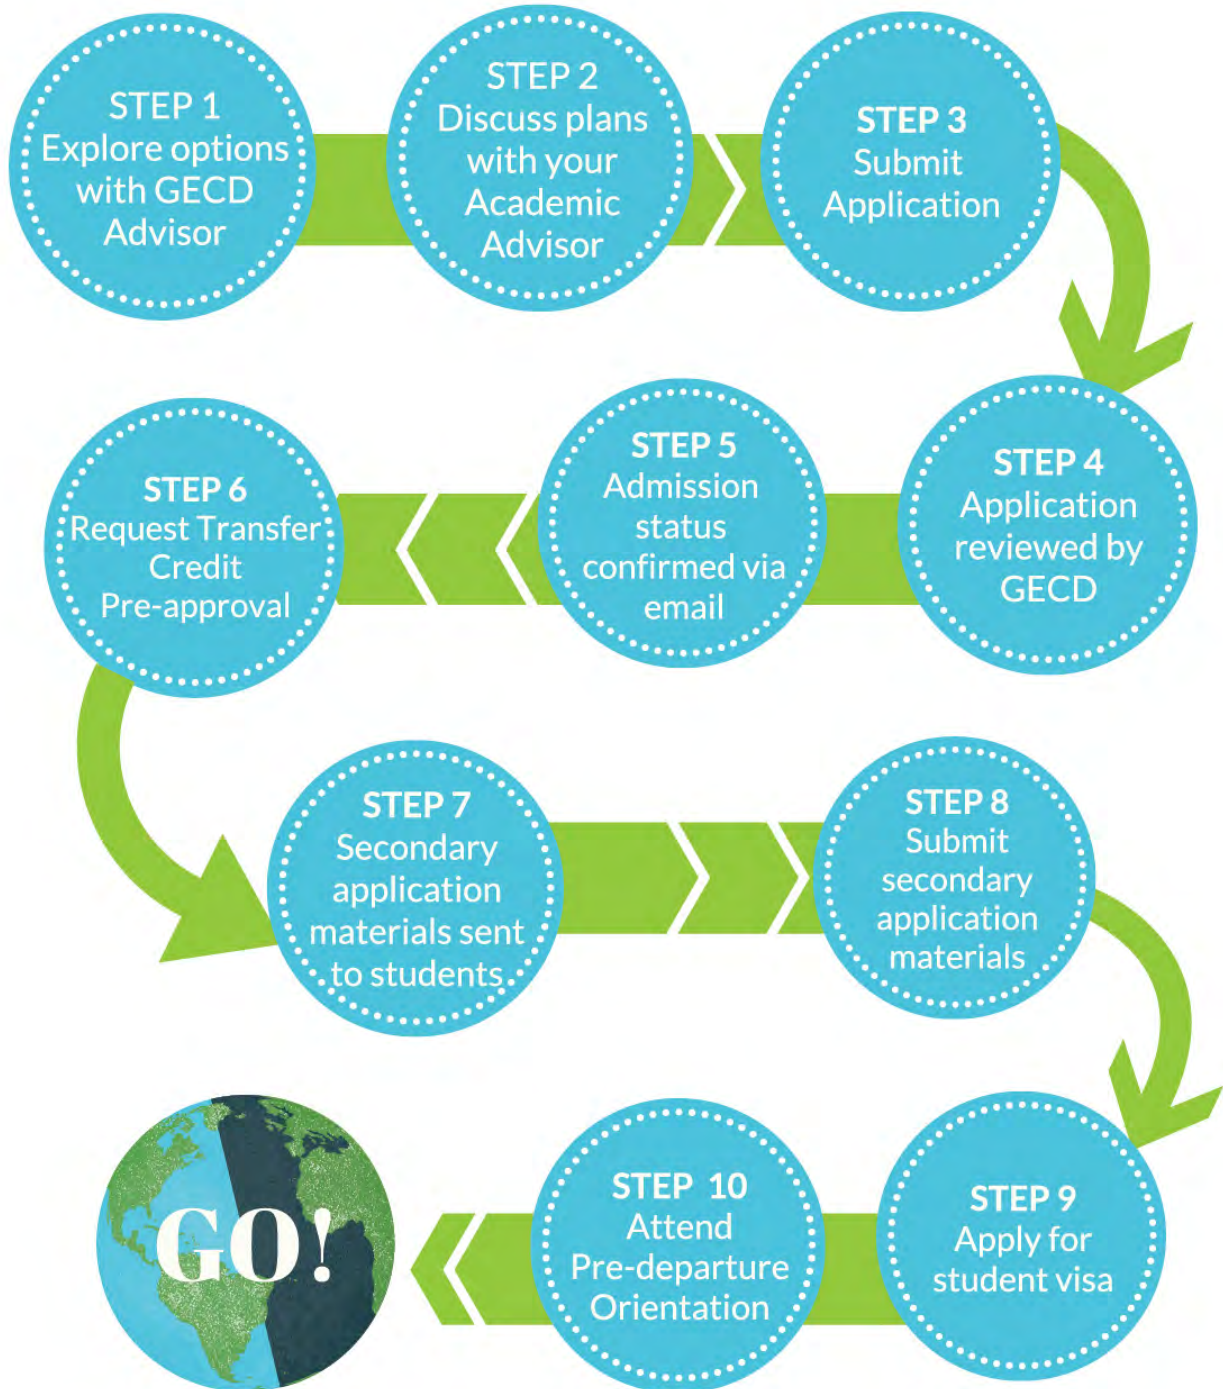 STEP 1
Explore options
with GECD
Advisor
STEP 2
Discuss plans
with your
Academic
Advisor
STEP 3
Submit
Application
STEP 4
Application
reviewed by
GECD
STEP 5
Admission
status
confirmed via
email
STEP 6
Request Transfer
Credit
Pre-approval
STEP 7
Secondary
application
materials sent
to students
STEP 8
Submit
secondary
application
materials
STEP 9
Apply for
student visa
STEP 10
Attend
Pre-departure
Orientation
GO!